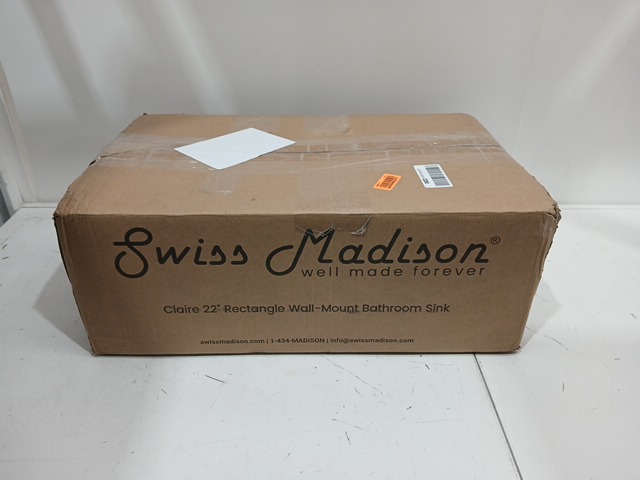 Swiss Madison®
well made forever
Claire 22" Rectangle Wall-Mount Bathroom Sink
swissmadison.com | 1-434-MADISON | info@swissmadison.com